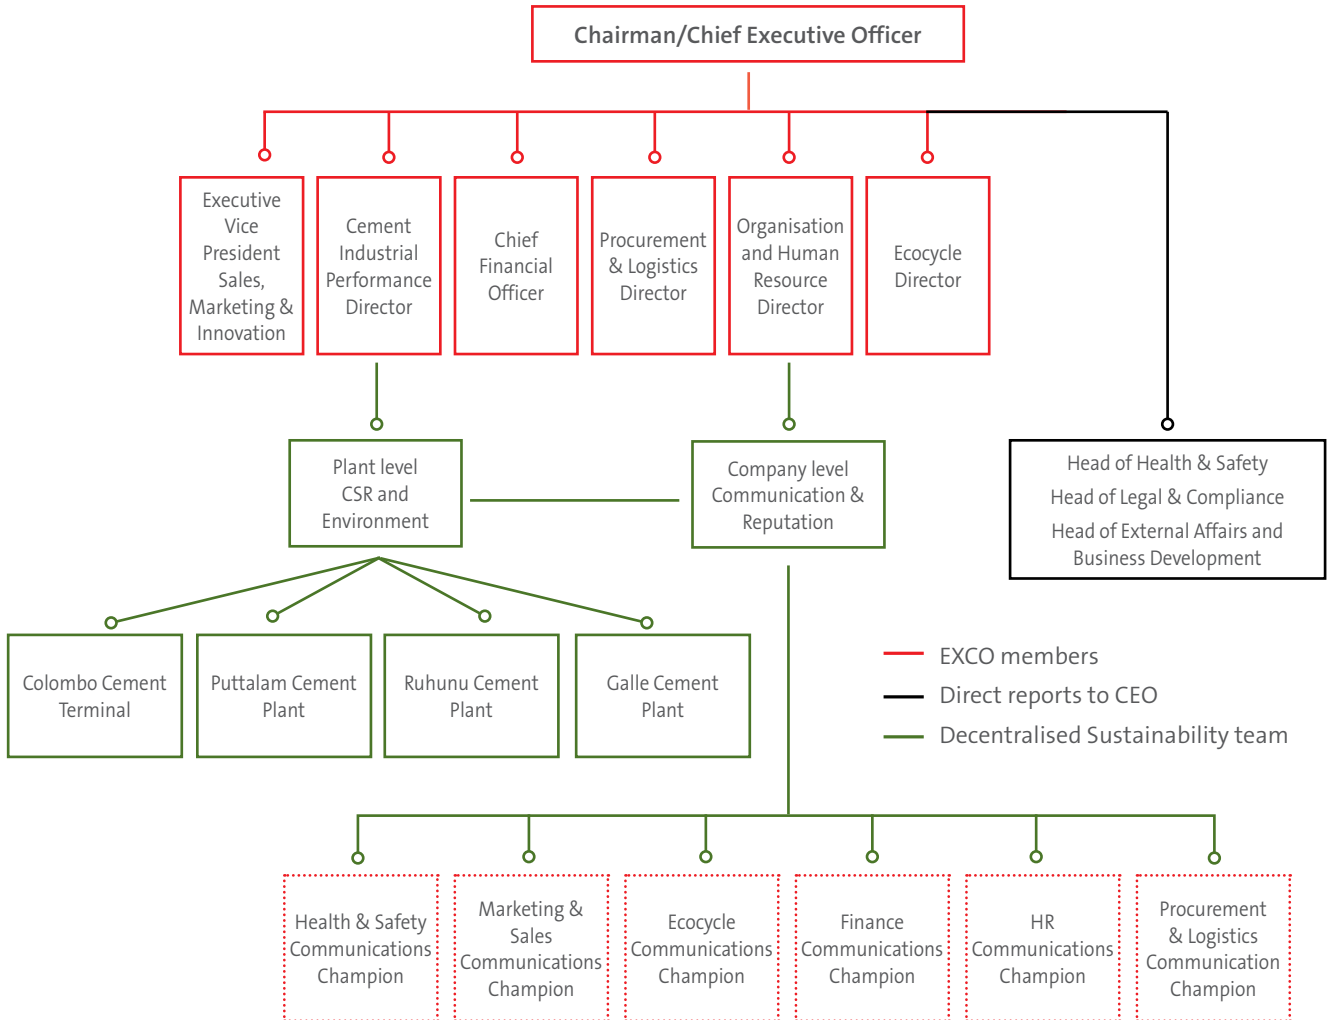 Chairman/Chief Executive Officer
Executive
Vice
President
Sales,
Marketing &
Innovation
Cement
Industrial
Performance
Director
Chief
Financial
Officer
Procurement
& Logistics
Director
Organisation
and Human
Resource
Director
Ecocycle
Director
Plant level
CSR and
Environment
Company level
Communication &
Reputation
Head of Health & Safety
Head of Legal & Compliance
Head of External Affairs and
Business Development
Colombo Cement
Terminal
Puttalam Cement
Plant
Ruhunu Cement
Plant
Galle Cement
Plant
EXCO members
Direct reports to CEO
Decentralised Sustainability team
Health & Safety
Communications
Champion
Marketing &
Sales
Communications
Champion
Ecocycle
Communications
Champion
Finance
Communications
Champion
HR
Communications
Champion
Procurement
& Logistics
Communication
Champion